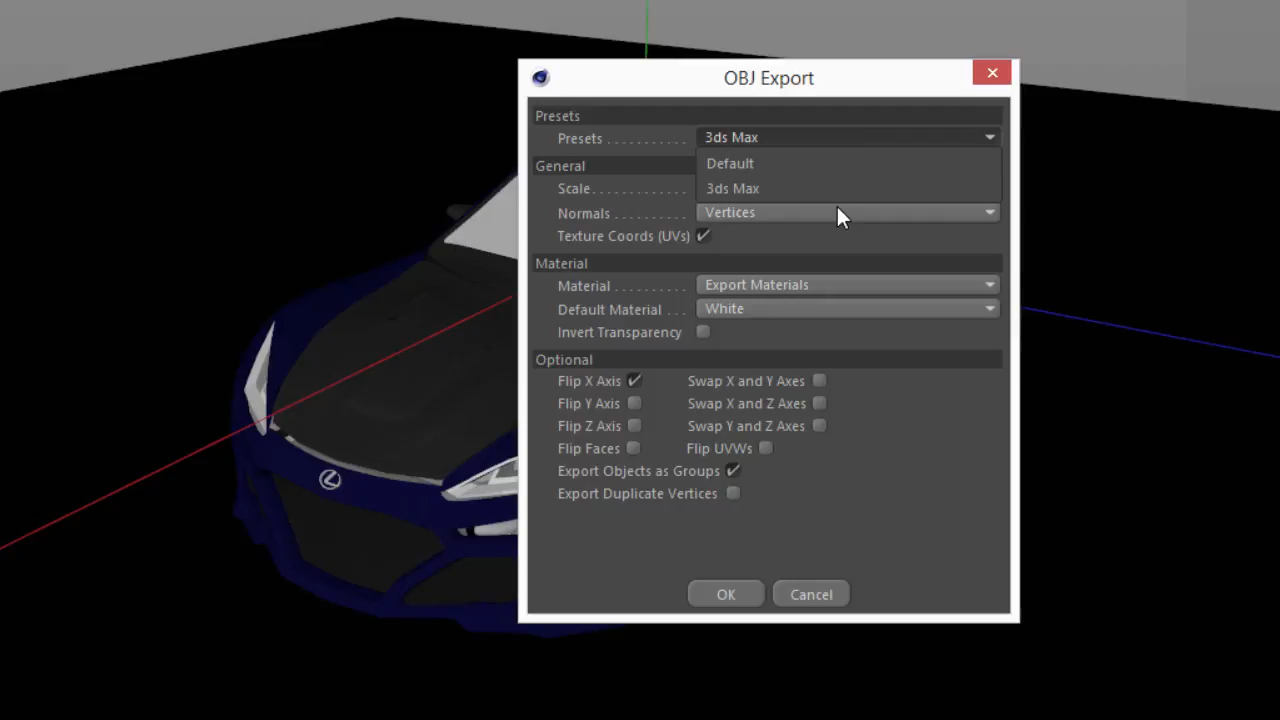 OBJ Export
Presets
Presets . . . . . . . . . . . 3ds Max
Default
3ds Max
General
Scale . . . . . . . . . . . . .
Normals . . . . . . . . . . Vertices
Texture Coords (UVs)
Material
Material . . . . . . . . . . Export Materials
Default Material . . . White
Invert Transparency
Optional
Flip X Axis Swap X and Y Axes
Flip Y Axis Swap X and Z Axes
Flip Z Axis Swap Y and Z Axes
Flip Faces Flip UVWs
Export Objects as Groups
Export Duplicate Vertices
OK Cancel